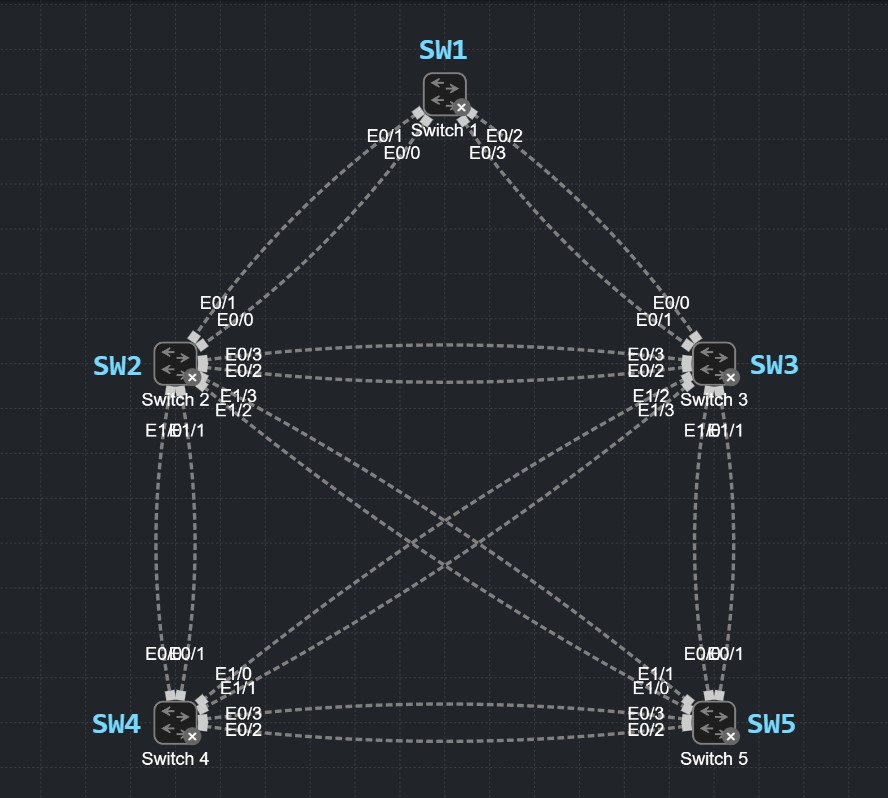 SW1
Switch 1
E0/1
E0/2
E0/0
E0/3
E0/1
E0/0
E0/0
E0/1
SW2
E0/3
E0/3
SW3
E0/2
E0/2
Switch 2
E1/3
E1/2
Switch 3
E1/2
E1/3
E1/0
E1/1
E1/0
E1/1
E0/0
E0/1
E0/0
E0/1
E1/0
E1/1
E1/1
E1/0
SW4
E0/3
E0/3
SW5
E0/2
E0/2
Switch 4
Switch 5